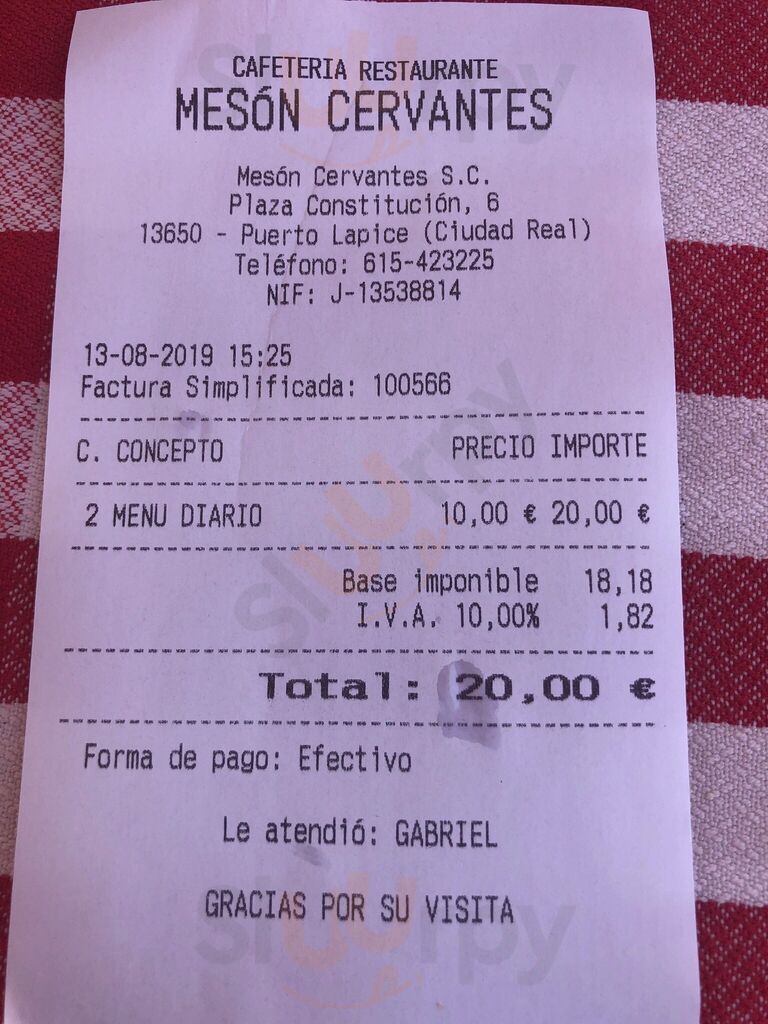 CAFETERIA RESTAURANTE
MESÓN CERVANTES
Mesón Cervantes S.C.
Plaza Constitución, 6
13650 - Puerto Lapice (Ciudad Real)
Teléfono: 615-423225
NIF: J-13538814
13-08-2019 15:25
Factura Simplificada: 100566
C. CONCEPTO PRECIO IMPORTE
2 MENU DIARIO 10,00 € 20,00 €
Base imponible 18,18
I.V.A. 10,00% 1,82
Total: 20,00 €
Forma de pago: Efectivo
Le atendió: GABRIEL
GRACIAS POR SU VISITA
sluurpy
sluurpy
sluurpy